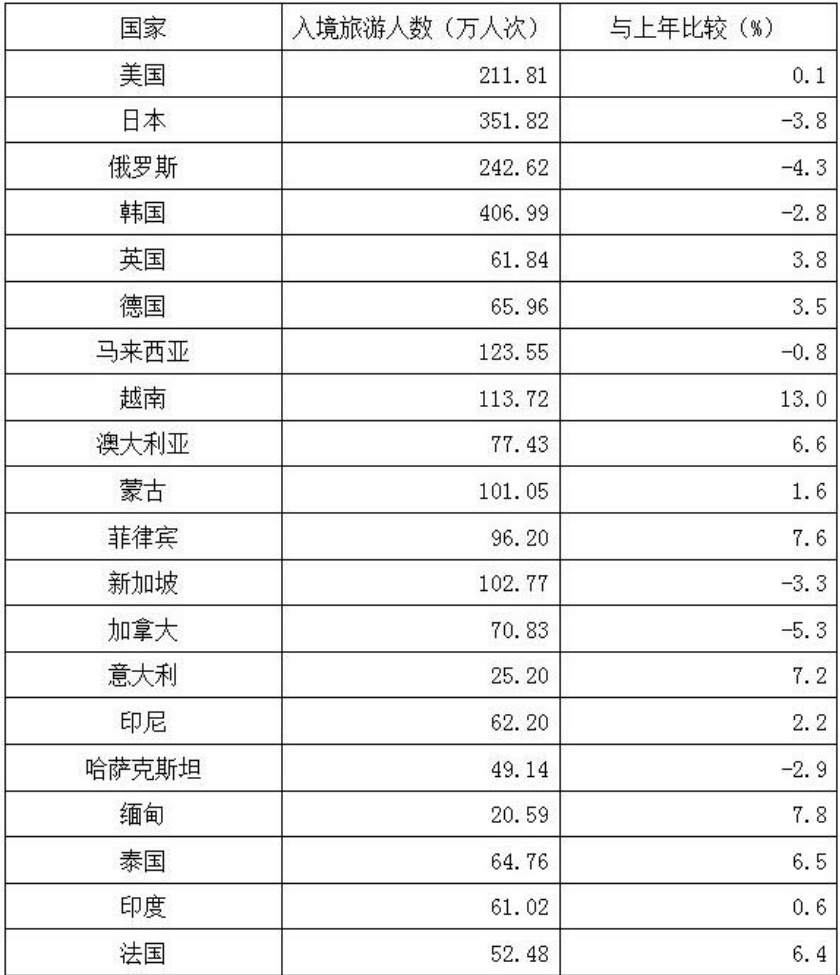 国家 入境旅游人数（万人次） 与上年比较（%）
美国 211.81 0.1
日本 351.82 -3.8
俄罗斯 242.62 -4.3
韩国 406.99 -2.8
英国 61.84 3.8
德国 65.96 3.5
马来西亚 123.55 -0.8
越南 113.72 13.0
澳大利亚 77.43 6.6
蒙古 101.05 1.6
菲律宾 96.20 7.6
新加坡 102.77 -3.3
加拿大 70.83 -5.3
意大利 25.20 7.2
印尼 62.20 2.2
哈萨克斯坦 49.14 -2.9
缅甸 20.59 7.8
泰国 64.76 6.5
印度 61.02 0.6
法国 52.48 6.4